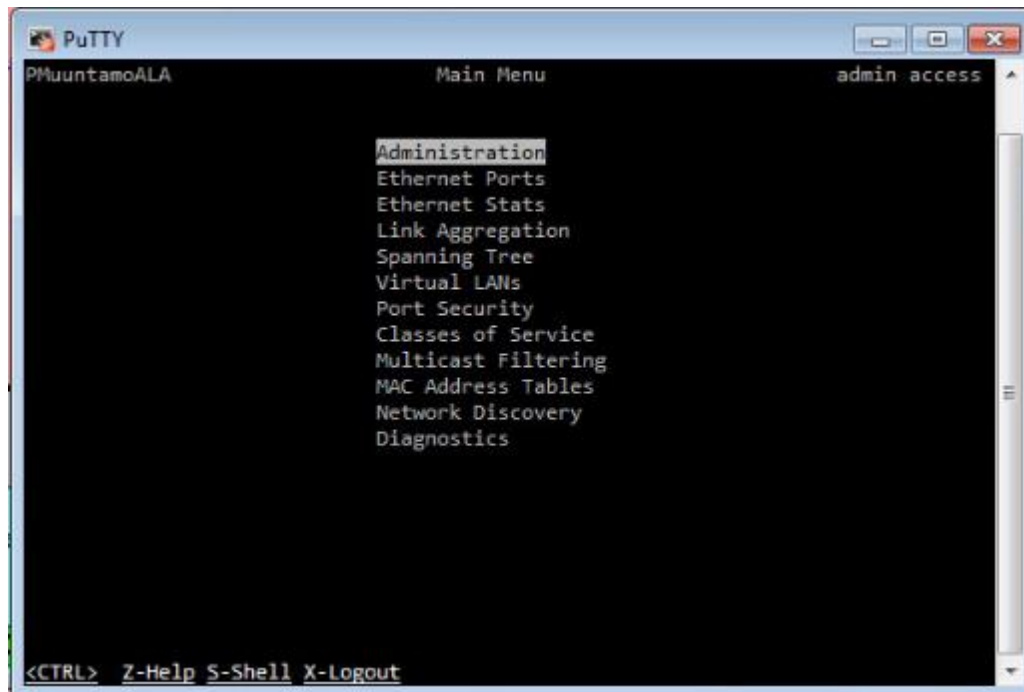 PuTTY
PMuuntamoALA Main Menu admin access
Administration
Ethernet Ports
Ethernet Stats
Link Aggregation
Spanning Tree
Virtual LANs
Port Security
Classes of Service
Multicast Filtering
MAC Address Tables
Network Discovery
Diagnostics
<CTRL> Z-Help S-Shell X-Logout